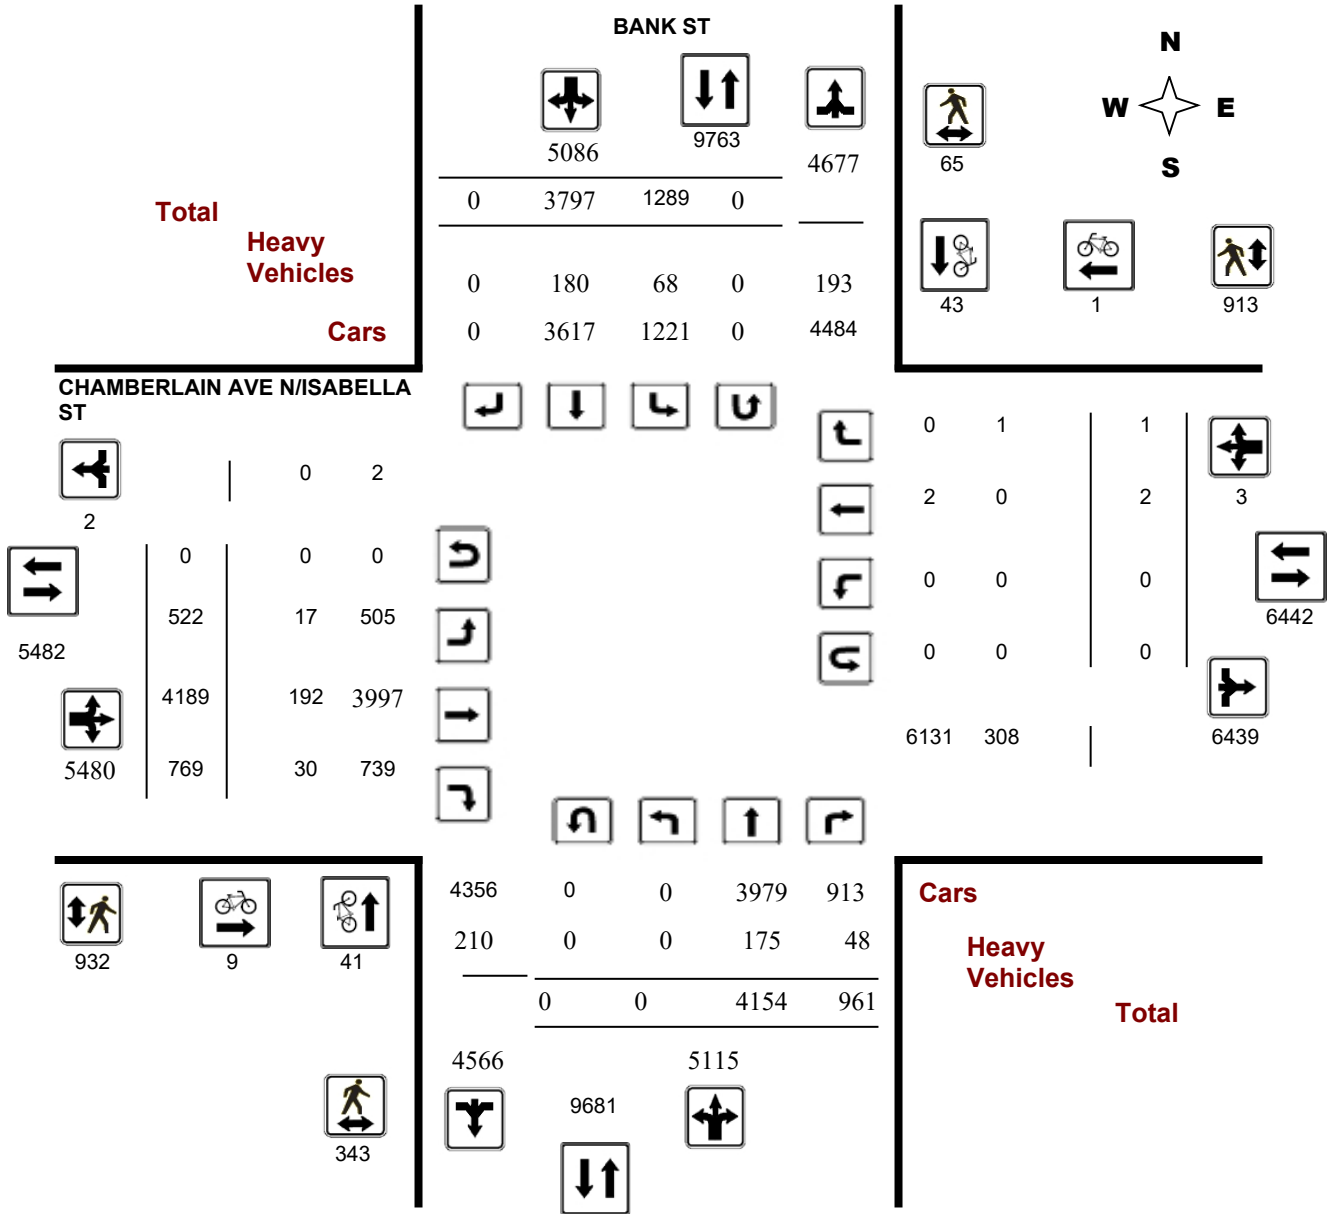 BANK ST
N
W E
S
5086 9763 4677 65
Total 0 3797 1289 0
Heavy
Vehicles 0 180 68 0 193
43 1 913
Cars 0 3617 1221 0 4484
CHAMBERLAIN AVE N/ISABELLA
ST
0 1 1
0 2
2 0 2 3
2
0 0 0
0 0 0
522 17 505
6442
5482
0 0 0
4189 192 3997
6131 308 6439
5480 769 30 739
4356 0 0 3979 913 Cars
210 0 0 175 48 Heavy
Vehicles
932 9 41
0 0 4154 961 Total
4566 5115
9681
343